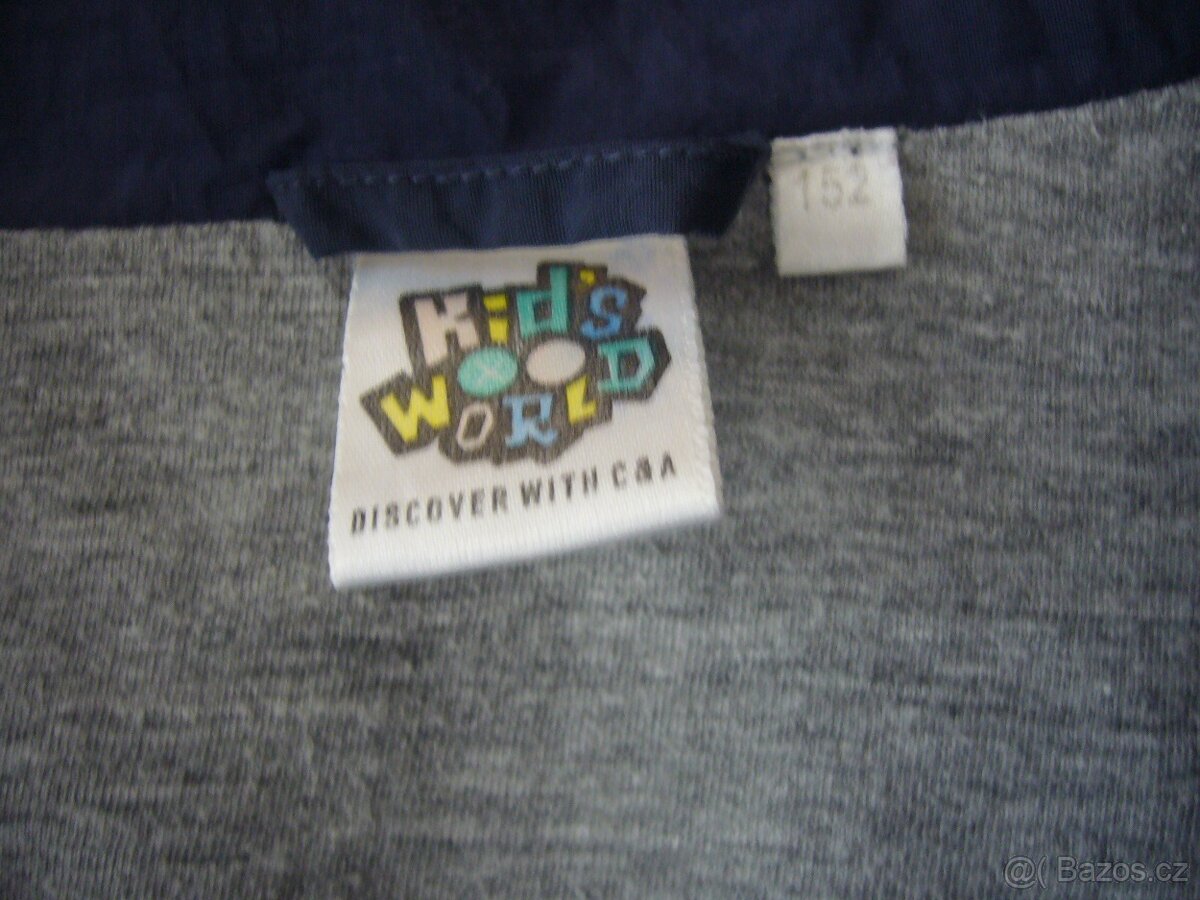 152
Kid's
WORLD
DISCOVER WITH C&A
@( Bazos.cz